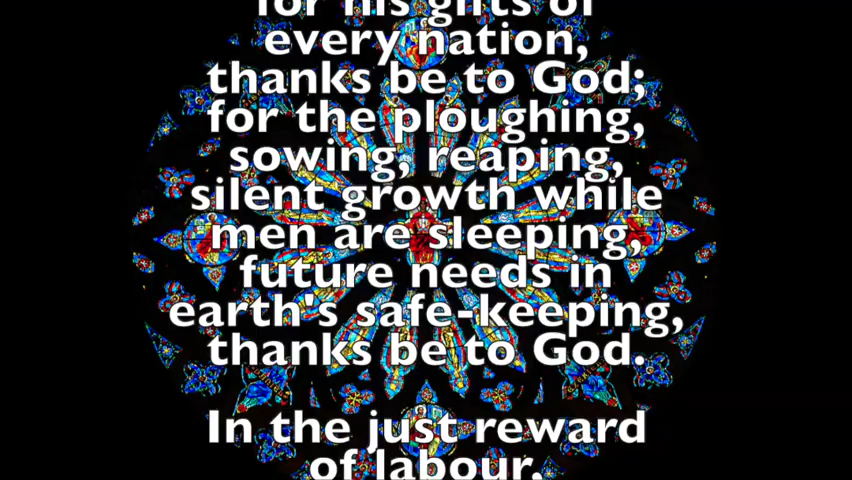 for his gifts of
every nation,
thanks be to God;
for the ploughing,
sowing, reaping,
silent growth while
men are sleeping,
future needs in
earth's safe-keeping,
thanks be to God.
In the just reward
of labour,